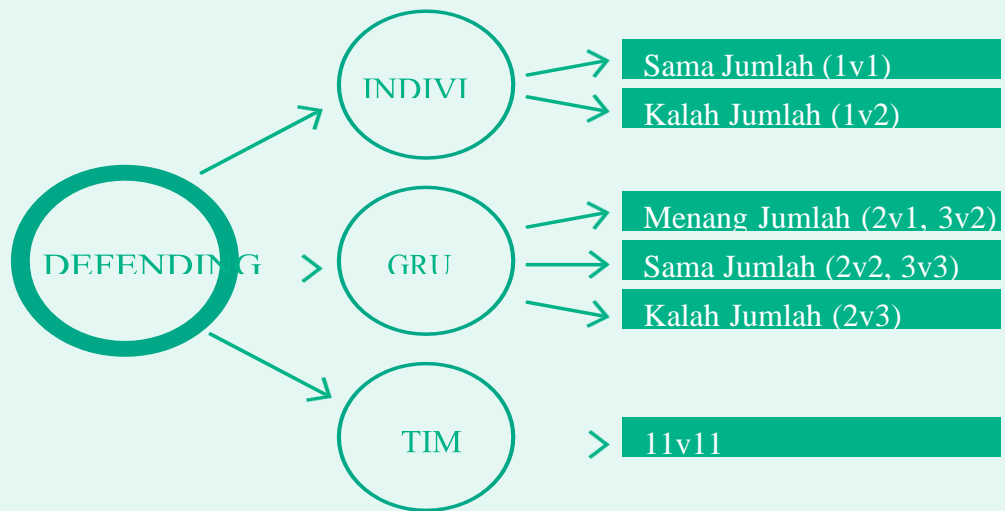 INDIVI
Sama Jumlah (1v1)
Kalah Jumlah (1v2)
DEFENDING
GRU
Menang Jumlah (2v1, 3v2)
Sama Jumlah (2v2, 3v3)
Kalah Jumlah (2v3)
TIM
11v11